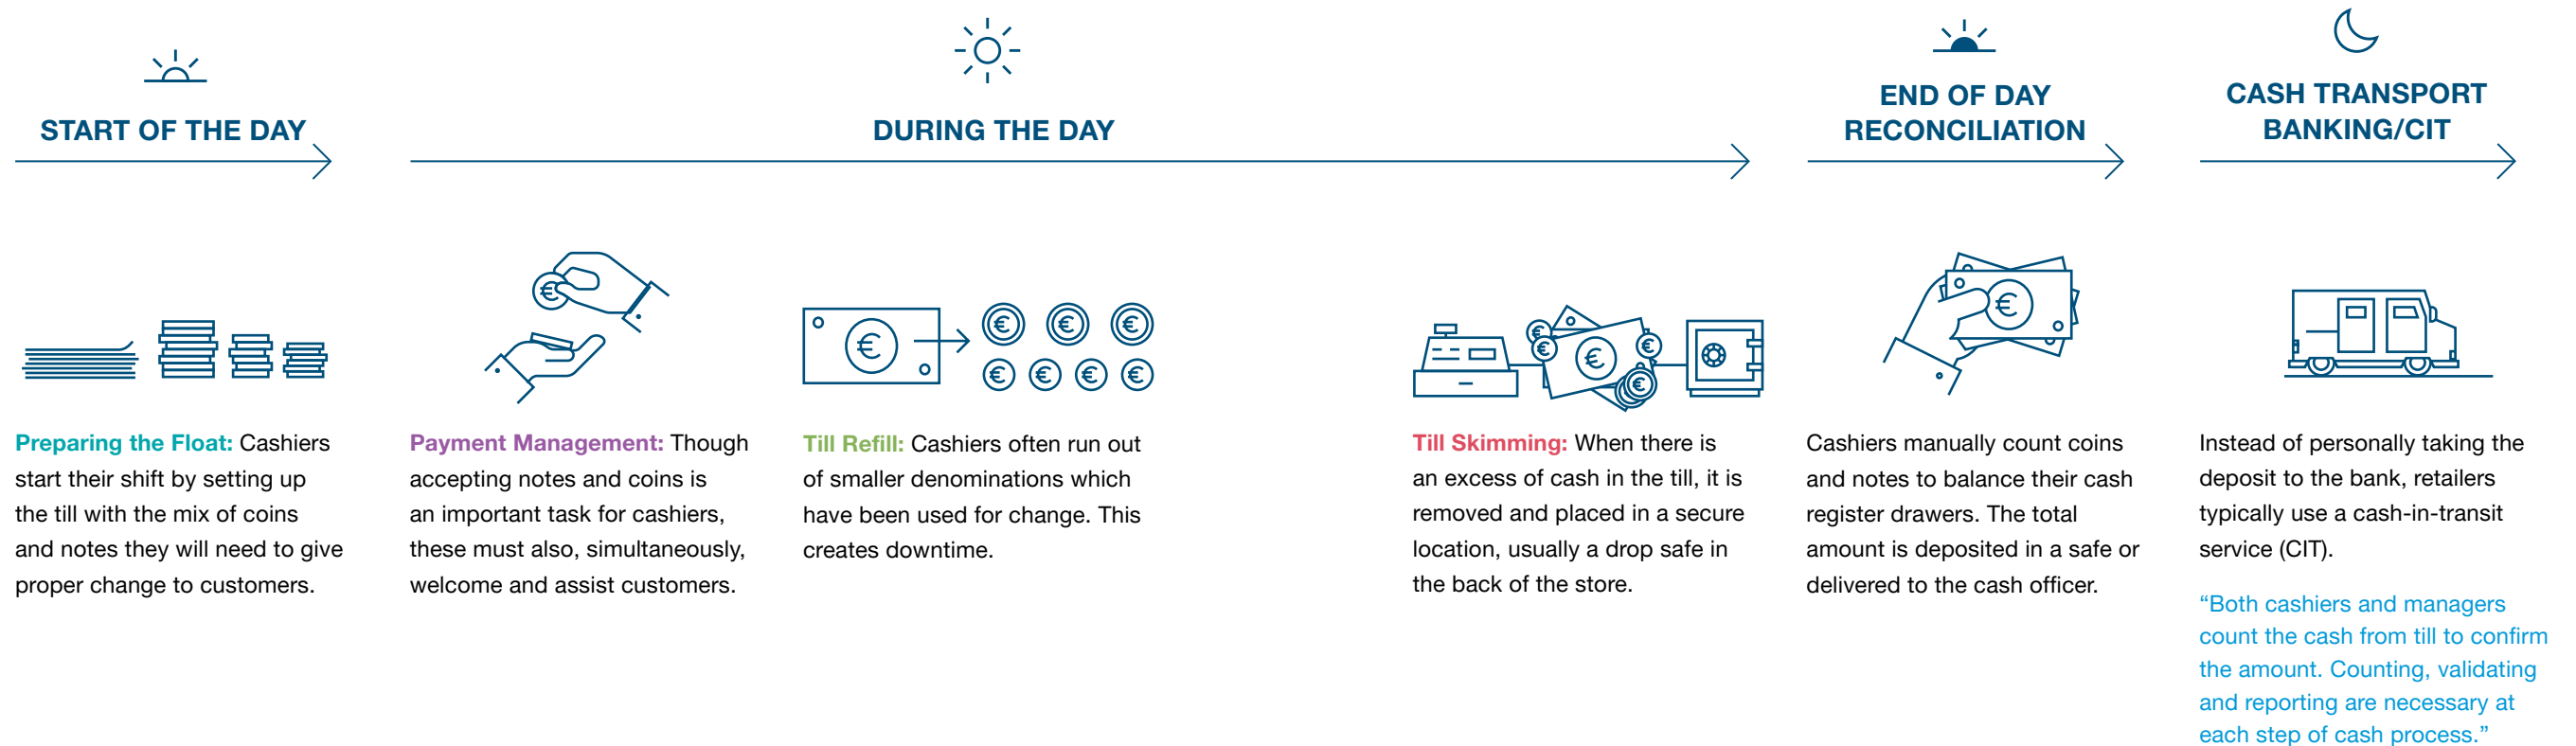 START OF THE DAY
DURING THE DAY
END OF DAY
RECONCILIATION
CASH TRANSPORT
BANKING/CIT
Preparing the Float: Cashiers
start their shift by setting up
the till with the mix of coins
and notes they will need to give
proper change to customers.
Payment Management: Though
accepting notes and coins is
an important task for cashiers,
these must also, simultaneously,
welcome and assist customers.
Till Refill: Cashiers often run out
of smaller denominations which
have been used for change. This
creates downtime.
Till Skimming: When there is
an excess of cash in the till, it is
removed and placed in a secure
location, usually a drop safe in
the back of the store.
Cashiers manually count coins
and notes to balance their cash
register drawers. The total
amount is deposited in a safe or
delivered to the cash officer.
Instead of personally taking the
deposit to the bank, retailers
typically use a cash-in-transit
service (CIT).
“Both cashiers and managers
count the cash from till to confirm
the amount. Counting, validating
and reporting are necessary at
each step of cash process.”